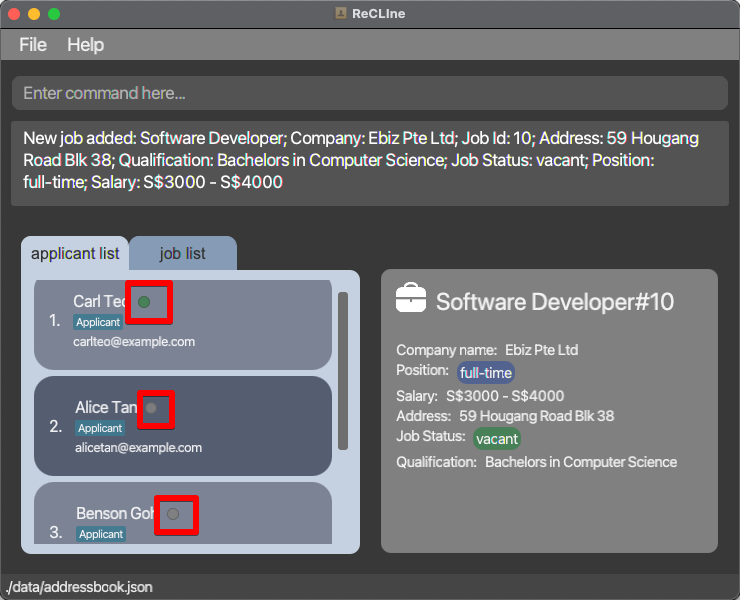 ReCLIne
File Help
Enter command here...
New job added: Software Developer; Company: Ebiz Pte Ltd; Job Id: 10; Address: 59 Hougang
Road Blk 38; Qualification: Bachelors in Computer Science; Job Status: vacant; Position:
full-time; Salary: S$3000 - S$4000
applicant list
job list
1.
Carl Teo
Applicant
carlteo@example.com
2.
Alice Tan
Applicant
alicetan@example.com
3.
Benson Goh
Applicant
Software Developer#10
Company name: Ebiz Pte Ltd
Position: full-time
Salary: S$3000 - S$4000
Address: 59 Hougang Road Blk 38
Job Status: vacant
Qualification: Bachelors in Computer Science
./data/addressbook.json